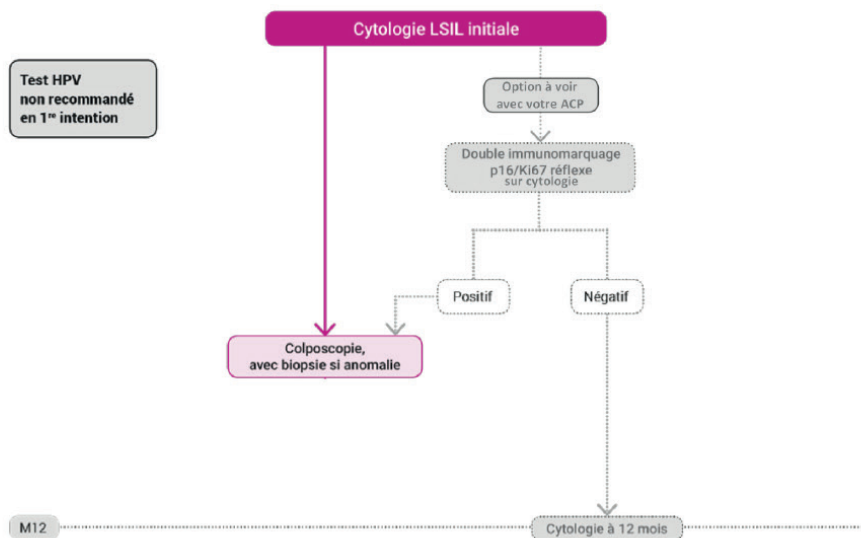 Cytologie LSIL initiale
Test HPV
non recommandé
en 1re intention
Option à voir
avec votre ACP
Double immunomarquage
p16/Ki67 réflexe
sur cytologie
Positif
Négatif
Colposcopie,
avec biopsie si anomalie
M12
Cytologie à 12 mois